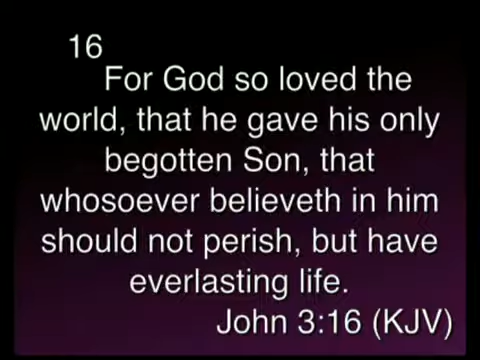 16
For God so loved the
world, that he gave his only
begotten Son, that
whosoever believeth in him
should not perish, but have
everlasting life.
John 3:16 (KJV)